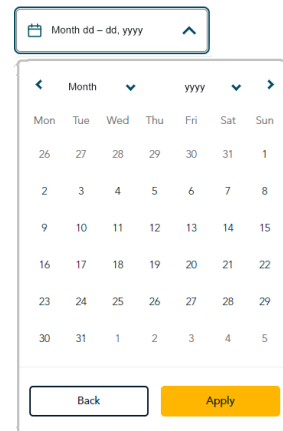 Month dd – dd, yyyy
Month yyyy
Mon Tue Wed Thu Fri Sat Sun
26 27 28 29 30 31 1
2 3 4 5 6 7 8
9 10 11 12 13 14 15
16 17 18 19 20 21 22
23 24 25 26 27 28 29
30 31 1 2 3 4 5
Back Apply